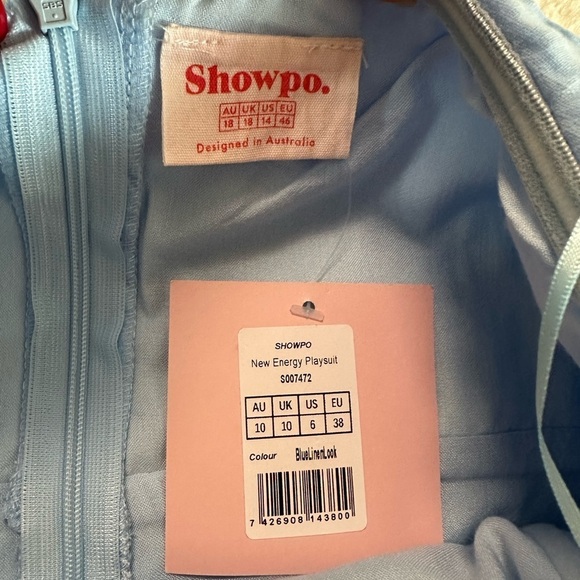 SBS
Showpo.
AU UK US EU
18 18 14 46
Designed in Australia
SHOWPO
New Energy Playsuit
S007472
AU UK US EU
10 10 6 38
Colour BlueLinenLook
7 426908 143800